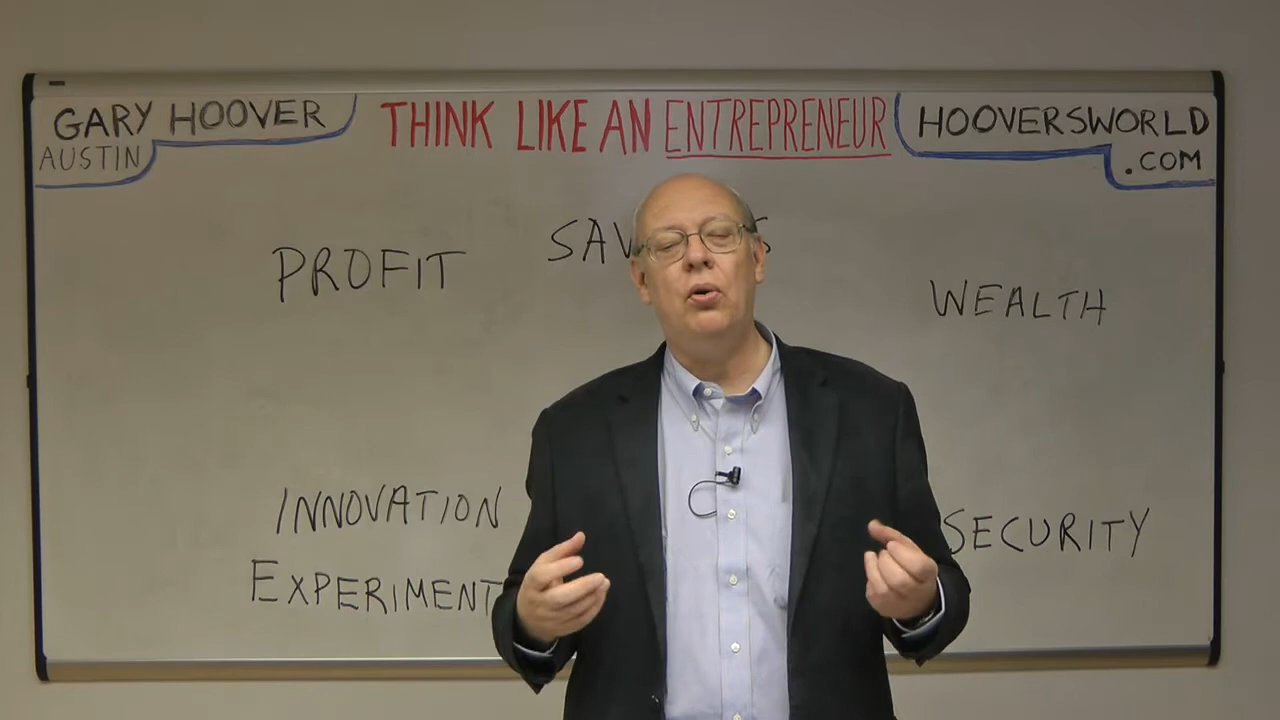 GARY HOOVER
AUSTIN
THINK LIKE AN ENTREPRENEUR
HOOVERSWORLD
.COM
PROFIT
WEALTH
INNOVATION
EXPERIMENT
SECURITY